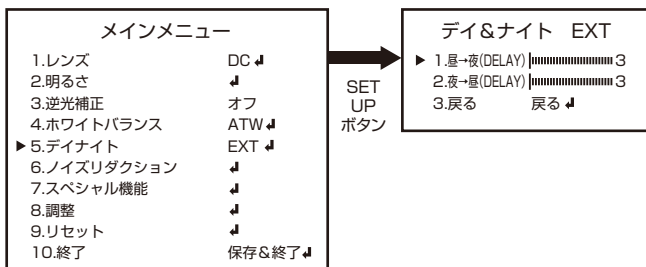 メインメニュー
1.レンズ DC
2.明るさ
3.逆光補正 オフ
4.ホワイトバランス ATW
5.デイナイト EXT
6.ノイズリダクション
7.スペシャル機能
8.調整
9.リセット
10.終了 保存&終了
SET
UP
ボタン
デイ&ナイト EXT
1.昼→夜(DELAY) 3
2.夜→昼(DELAY) 3
3.戻る 戻る